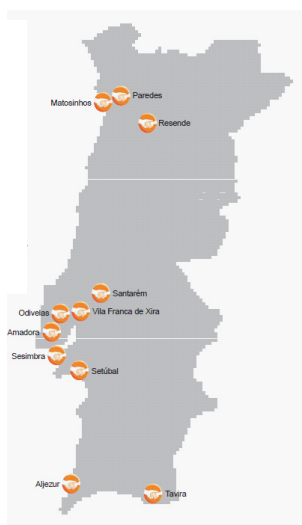 Paredes
Matosinhos
Resende
Santarém
Odivelas
Vila Franca de Xira
Amadora
Sesimbra
Setúbal
Aljezur
Tavira